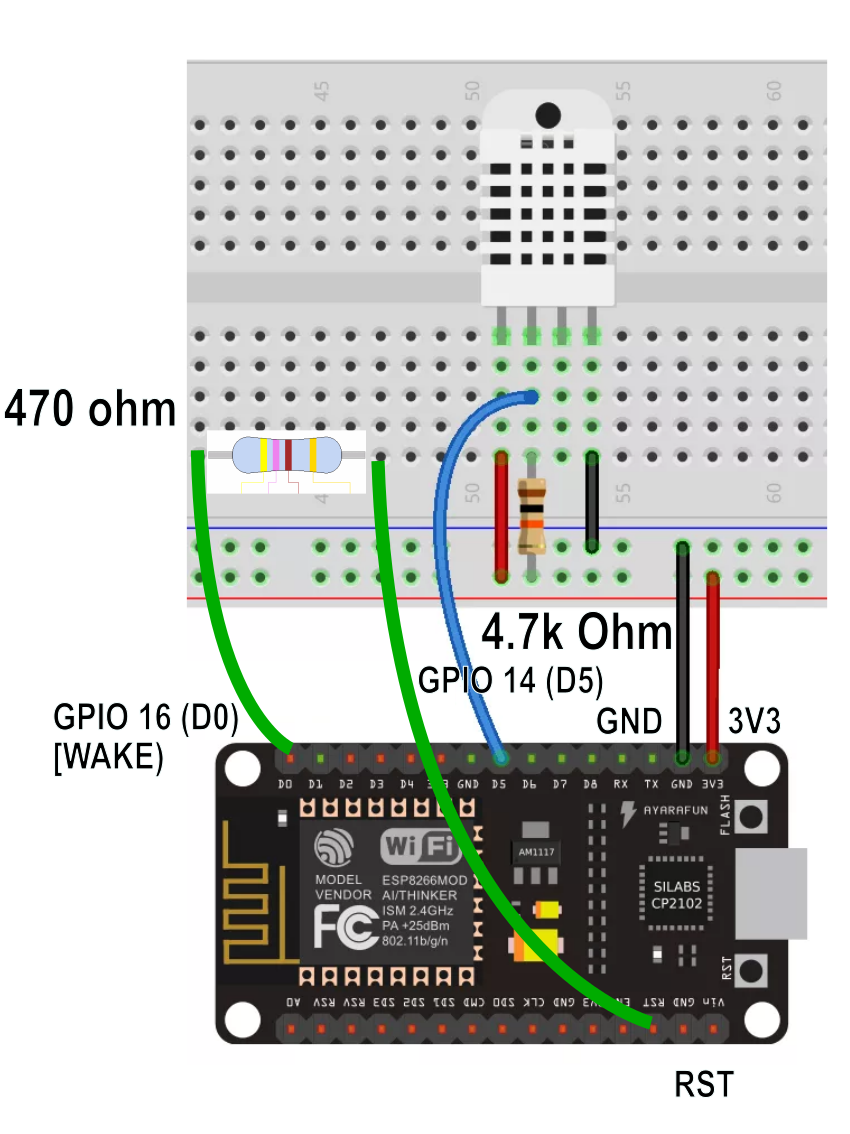 45
50
55
60
470 ohm
4
50
55
60
4.7k Ohm
GPIO 14 (D5)
GPIO 16 (D0)
[WAKE)
GND
3V3
D0 D1 D2 D3 D4 3V3 GND D5 D6 D7 D8 RX TX GND 3V3
AYARAFUN
FLASH
WiFi
MODEL
VENDOR
ESP8266MOD
AI/THINKER
ISM 2.4GHz
PA +25dBm
802.11b/g/n
FC
AM1117
SILABS
CP2102
RST
A0 RSV RSV SD3 SD2 SD1 CMD SD0 CLK GND 3V3 EN RST GND Vin
RST